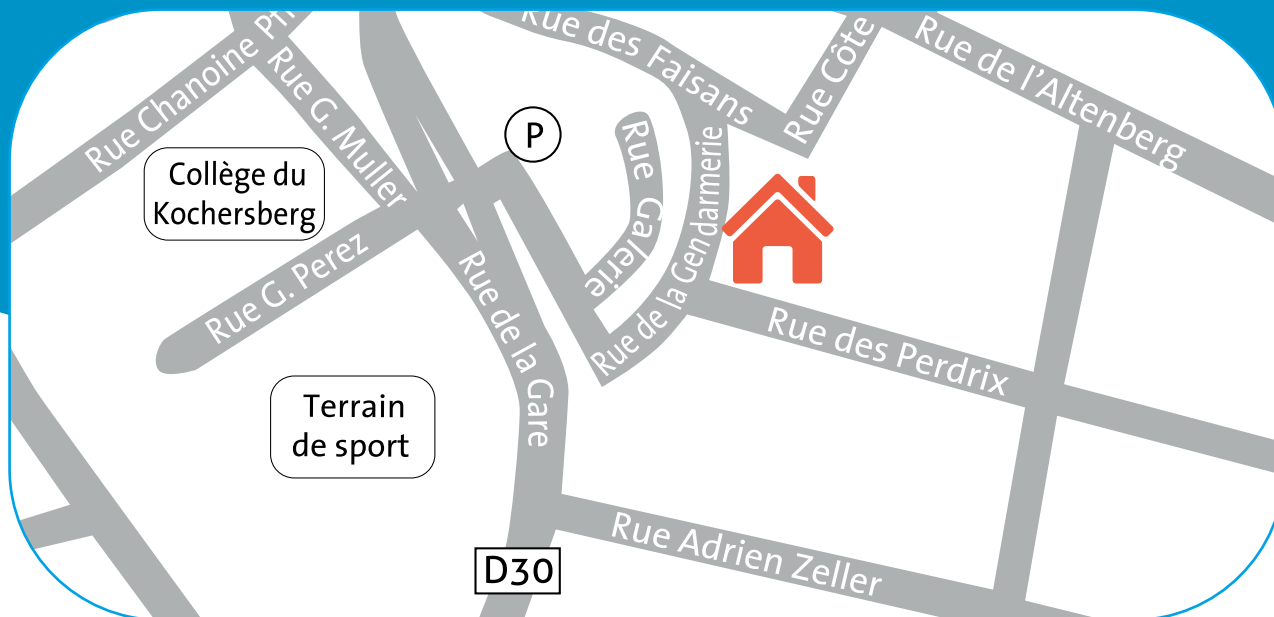 Rue Chanoine Ph
Rue G. Muller
Rue des Faisans
Rue Côte
Rue de l'Altenberg
P
Rue Galerie
Rue de la Gendarmerie
Collège du
Kochersberg
Rue G. Perez
Rue de la Gare
Rue des Perdrix
Terrain
de sport
Rue Adrien Zeller
D30